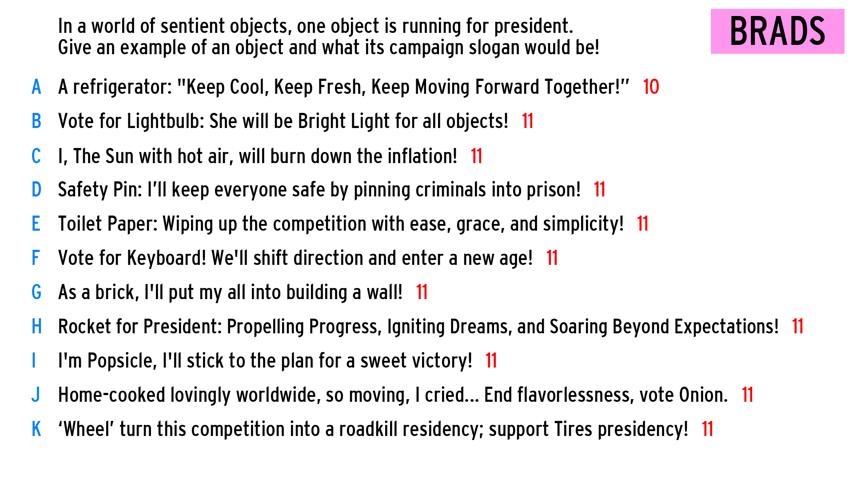 In a world of sentient objects, one object is running for president.
Give an example of an object and what its campaign slogan would be!
BRADS
A A refrigerator: "Keep Cool, Keep Fresh, Keep Moving Forward Together!” 10
B Vote for Lightbulb: She will be Bright Light for all objects! 11
C I, The Sun with hot air, will burn down the inflation! 11
D Safety Pin: I’ll keep everyone safe by pinning criminals into prison! 11
E Toilet Paper: Wiping up the competition with ease, grace, and simplicity! 11
F Vote for Keyboard! We'll shift direction and enter a new age! 11
G As a brick, I'll put my all into building a wall! 11
H Rocket for President: Propelling Progress, Igniting Dreams, and Soaring Beyond Expectations! 11
I I'm Popsicle, I'll stick to the plan for a sweet victory! 11
J Home-cooked lovingly worldwide, so moving, I cried... End flavorlessness, vote Onion. 11
K ‘Wheel’ turn this competition into a roadkill residency; support Tires presidency! 11